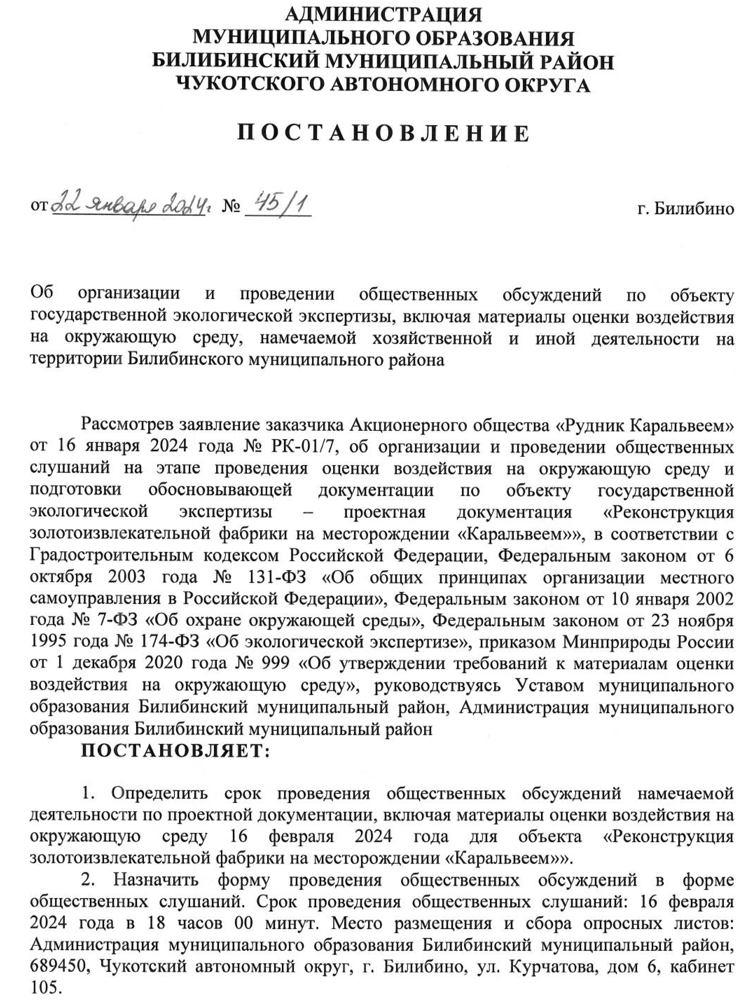 АДМИНИСТРАЦИЯ
МУНИЦИПАЛЬНОГО ОБРАЗОВАНИЯ
БИЛИБИНСКИЙ МУНИЦИПАЛЬНЫЙ РАЙОН
ЧУКОТСКОГО АВТОНОМНОГО ОКРУГА
П О С Т А Н О В Л Е Н И Е
от 22 января 2024г № 45/1 г. Билибино
Об организации и проведении общественных обсуждений по объекту
государственной экологической экспертизы, включая материалы оценки воздействия
на окружающую среду, намечаемой хозяйственной и иной деятельности на
территории Билибинского муниципального района
Рассмотрев заявление заказчика Акционерного общества «Рудник Каральвеем»
от 16 января 2024 года № РК-01/7, об организации и проведении общественных
слушаний на этапе проведения оценки воздействия на окружающую среду и
подготовки обосновывающей документации по объекту государственной
экологической экспертизы – проектная документация «Реконструкция
золотоизвлекательной фабрики на месторождении «Каральвеем»», в соответствии с
Градостроительным кодексом Российской Федерации, Федеральным законом от 6
октября 2003 года № 131-ФЗ «Об общих принципах организации местного
самоуправления в Российской Федерации», Федеральным законом от 10 января 2002
года № 7-ФЗ «Об охране окружающей среды», Федеральным законом от 23 ноября
1995 года № 174-ФЗ «Об экологической экспертизе», приказом Минприроды России
от 1 декабря 2020 года № 999 «Об утверждении требований к материалам оценки
воздействия на окружающую среду», руководствуясь Уставом муниципального
образования Билибинский муниципальный район, Администрация муниципального
образования Билибинский муниципальный район
ПОСТАНОВЛЯЕТ:
1. Определить срок проведения общественных обсуждений намечаемой
деятельности по проектной документации, включая материалы оценки воздействия на
окружающую среду 16 февраля 2024 года для объекта «Реконструкция
золотоизвлекательной фабрики на месторождении «Каральвеем»».
2. Назначить форму проведения общественных обсуждений в форме
общественных слушаний. Срок проведения общественных слушаний: 16 февраля
2024 года в 18 часов 00 минут. Место размещения и сбора опросных листов:
Администрация муниципального образования Билибинский муниципальный район,
689450, Чукотский автономный округ, г. Билибино, ул. Курчатова, дом 6, кабинет
105.